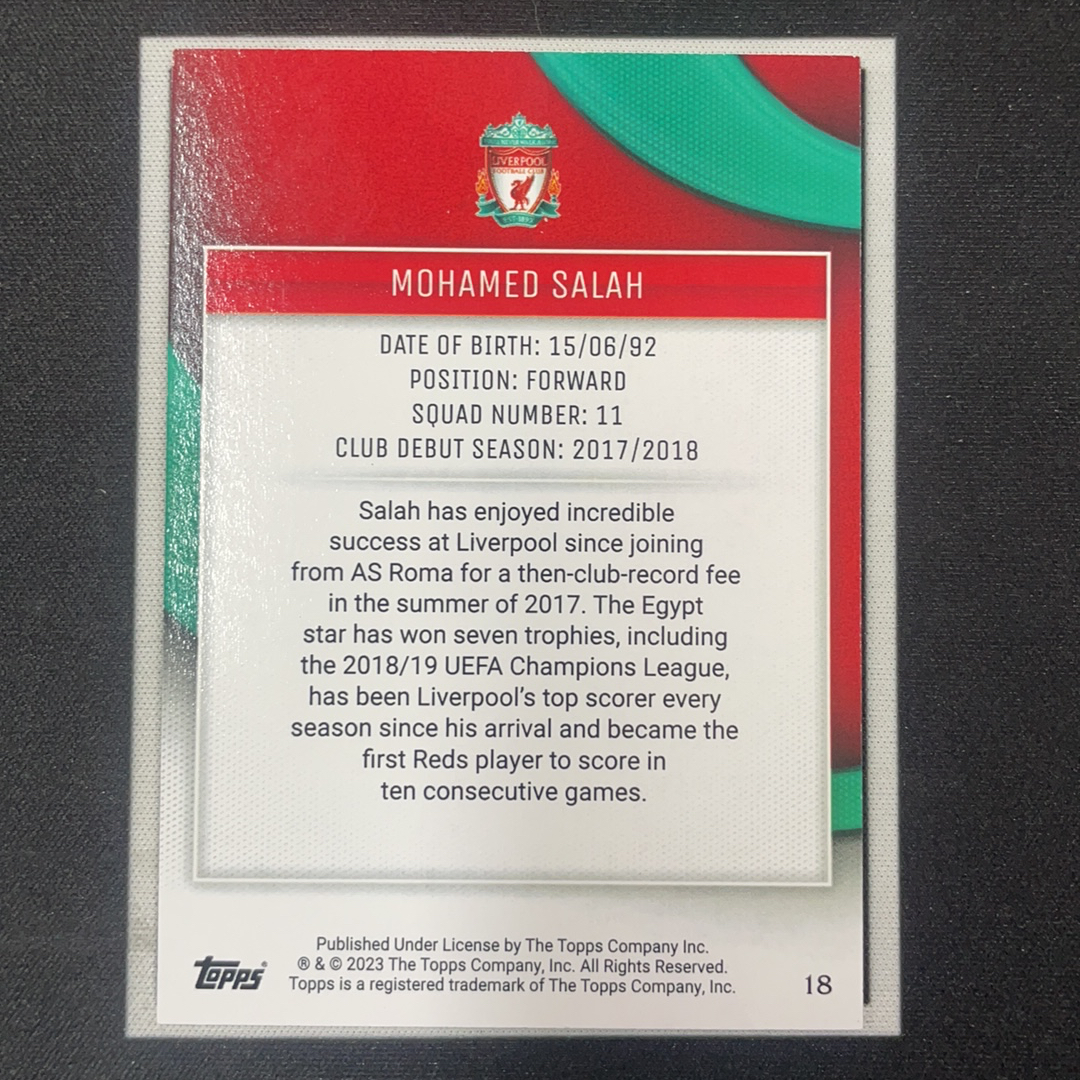 LIVERPOOL
FOOTBALL CLUB
MOHAMED SALAH
DATE OF BIRTH: 15/06/92
POSITION: FORWARD
SQUAD NUMBER: 11
CLUB DEBUT SEASON: 2017/2018
Salah has enjoyed incredible
success at Liverpool since joining
from AS Roma for a then-club-record fee
in the summer of 2017. The Egypt
star has won seven trophies, including
the 2018/19 UEFA Champions League,
has been Liverpool's top scorer every
season since his arrival and became the
first Reds player to score in
ten consecutive games.
Published Under License by The Topps Company Inc.
® & © 2023 The Topps Company, Inc. All Rights Reserved.
Topps is a registered trademark of The Topps Company, Inc.
Topps®
18